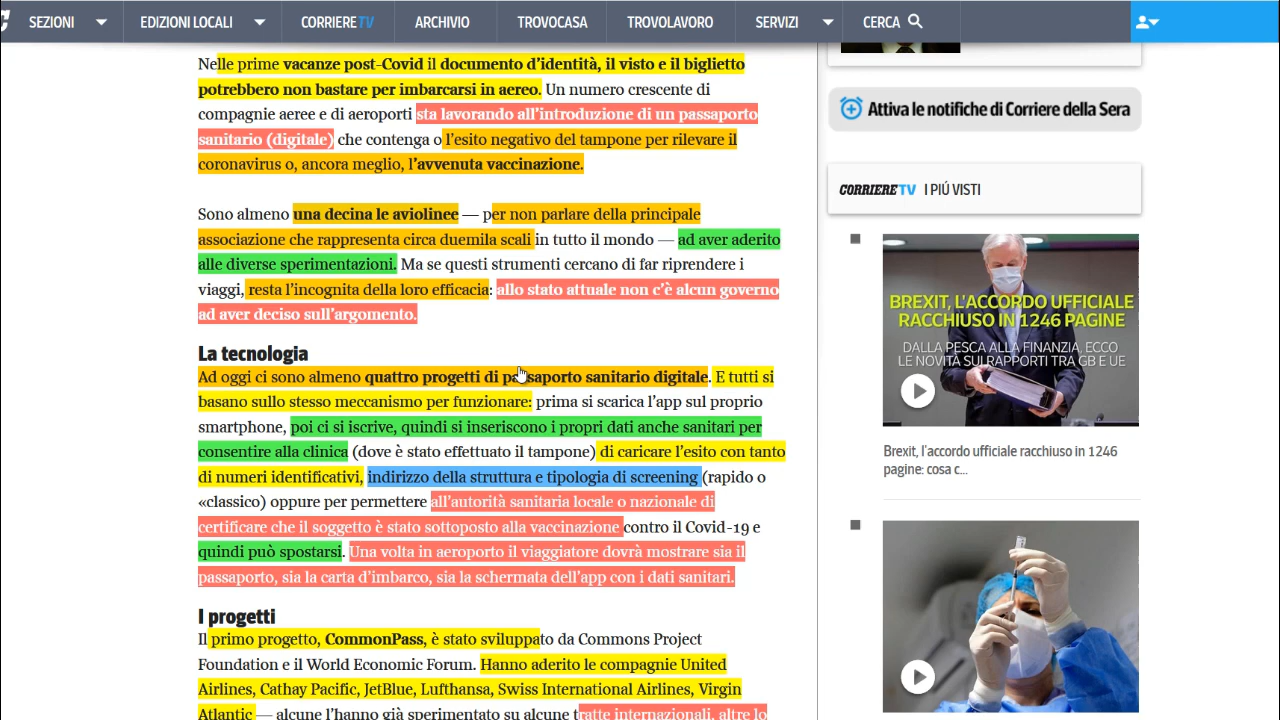 SEZIONI EDIZIONI LOCALI CORRIERETV ARCHIVIO TROVOCASA TROVOLAVORO SERVIZI CERCA
Nelle prime vacanze post-Covid il documento d'identità, il visto e il biglietto
potrebbero non bastare per imbarcarsi in aereo. Un numero crescente di
compagnie aeree e di aeroporti sta lavorando all'introduzione di un passaporto
sanitario (digitale) che contenga o l'esito negativo del tampone per rilevare il
coronavirus o, ancora meglio, l'avvenuta vaccinazione.
Sono almeno una decina le aviolinee — per non parlare della principale
associazione che rappresenta circa duemila scali in tutto il mondo — ad aver aderito
alle diverse sperimentazioni. Ma se questi strumenti cercano di far riprendere i
viaggi, resta l'incognita della loro efficacia: allo stato attuale non c'è alcun governo
ad aver deciso sull'argomento.
La tecnologia
Ad oggi ci sono almeno quattro progetti di passaporto sanitario digitale. E tutti si
basano sullo stesso meccanismo per funzionare: prima si scarica l'app sul proprio
smartphone, poi ci si iscrive, quindi si inseriscono i propri dati anche sanitari per
consentire alla clinica (dove è stato effettuato il tampone) di caricare l'esito con tanto
di numeri identificativi, indirizzo della struttura e tipologia di screening (rapido o
«classico) oppure per permettere all'autorità sanitaria locale o nazionale di
certificare che il soggetto è stato sottoposto alla vaccinazione contro il Covid-19 e
quindi può spostarsi. Una volta in aeroporto il viaggiatore dovrà mostrare sia il
passaporto, sia la carta d'imbarco, sia la schermata dell'app con i dati sanitari.
I progetti
Il primo progetto, CommonPass, è stato sviluppato da Commons Project
Foundation e il World Economic Forum. Hanno aderito le compagnie United
Airlines, Cathay Pacific, JetBlue, Lufthansa, Swiss International Airlines, Virgin
Atlantic — alcune l'hanno già sperimentato su alcune tratte internazionali, altre lo
Attiva le notifiche di Corriere della Sera
CORRIERE TV I PIÚ VISTI
BREXIT, L'ACCORDO UFFICIALE
RACCHIUSO IN 1246 PAGINE
DALLA PESCA ALLA FINANZIA, ECCO
LE NOVITÀ SUI RAPPORTI TRA GB E UE
Brexit, l'accordo ufficiale racchiuso in 1246
pagine: cosa c...